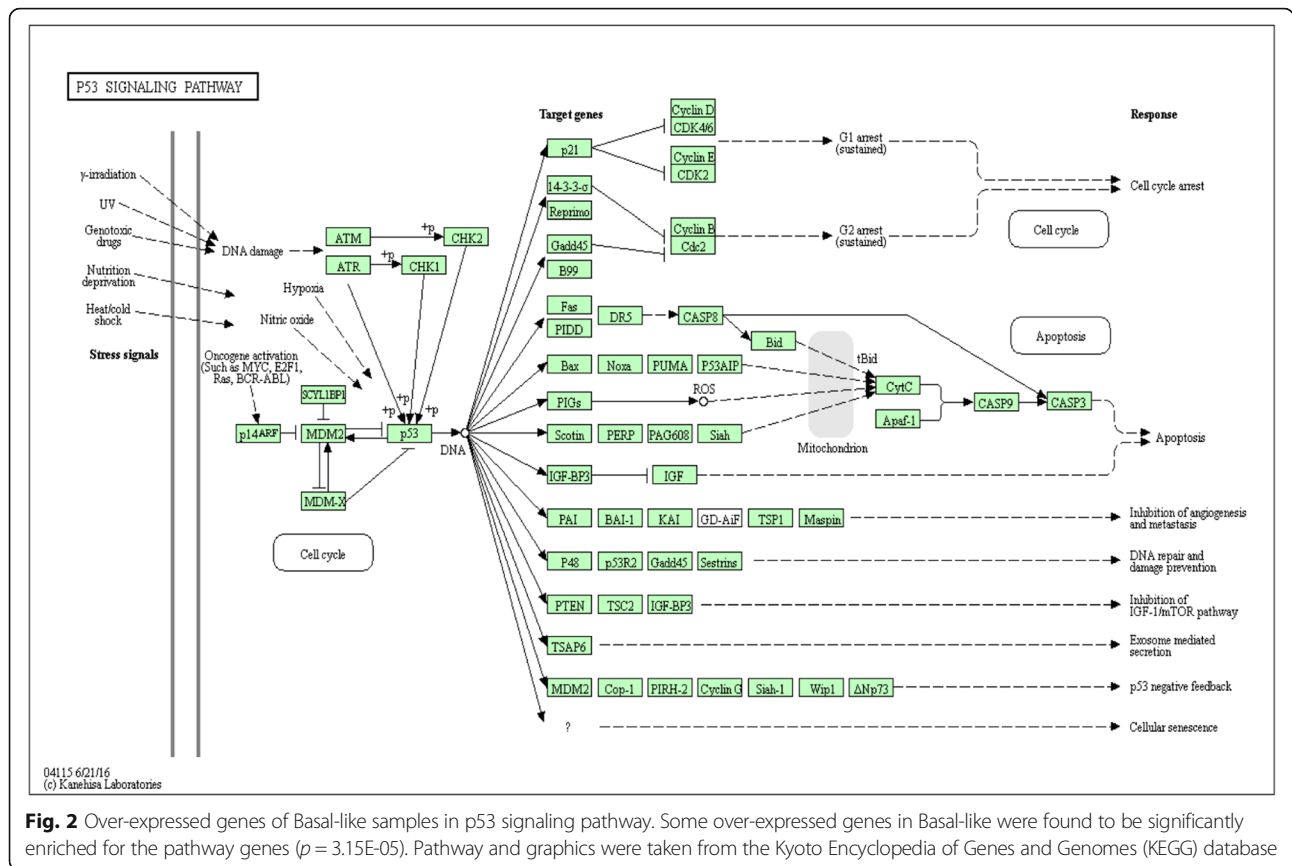 P53 SIGNALING PATHWAY
Target genes
Response
γ-irradiation
UV
Genotoxic
drugs
Nutrition
deprivation
Heat/cold
shock
Stress signals
DNA damage
ATM
+p
CHK2
ATR
+p
CHK1
Hypoxia
Nitric oxide
Oncogene activation
(Such as MYC, E2F1,
Ras, BCR-ABL)
SCYL1BP1
+p
+p
+p
p14ARF
MDM2
p53
DNA
MDM-X
Cell cycle
p21
Cyclin D
CDK4/6
Cyclin E
CDK2
G1 arrest
(sustained)
14-3-3-σ
Reprimo
Gadd45
B99
Cyclin B
Cdc2
G2 arrest
(sustained)
Cell cycle arrest
Cell cycle
Fas
PIDD
DR5
CASP8
Bid
tBid
Apoptosis
Bax
Noxa
PUMA
P53AIP
PIGs
ROS
CytC
Apaf-1
CASP9
CASP3
Scotin
PERP
PAG608
Siah
Mitochondrion
Apoptosis
IGF-BP3
IGF
PAI
BAI-1
KAI
GD-AiF
TSP1
Maspin
Inhibition of angiogenesis
and metastasis
P48
p53R2
Gadd45
Sestrins
DNA repair and
damage prevention
PTEN
TSC2
IGF-BP3
Inhibition of
IGF-1/mTOR pathway
TSAP6
Exosome mediated
secretion
MDM2
Cop-1
PIRH-2
Cyclin G
Siah-1
Wip1
ΔNp73
p53 negative feedback
?
Cellular senescence
04115 6/21/16
(c) Kanehisa Laboratories
Fig. 2 Over-expressed genes of Basal-like samples in p53 signaling pathway. Some over-expressed genes in Basal-like were found to be significantly
enriched for the pathway genes (p = 3.15E-05). Pathway and graphics were taken from the Kyoto Encyclopedia of Genes and Genomes (KEGG) database